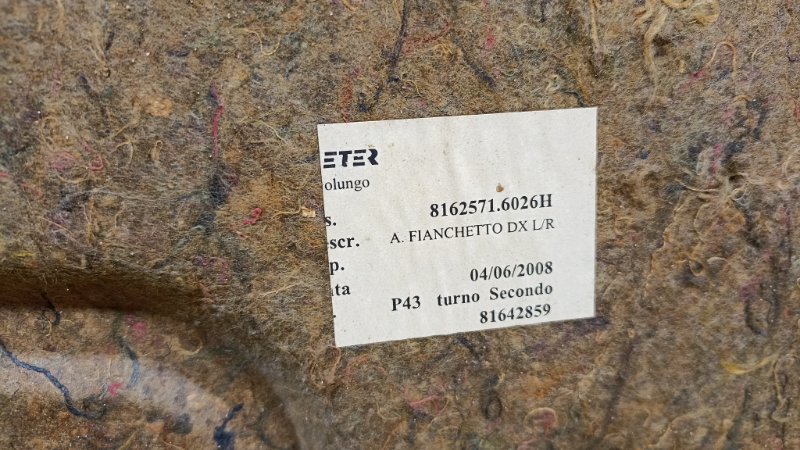 ETER
olungo
s. 8162571.6026H
scr. A. FIANCHETTO DX L/R
p.
ta 04/06/2008
P43 turno Secondo
81642859